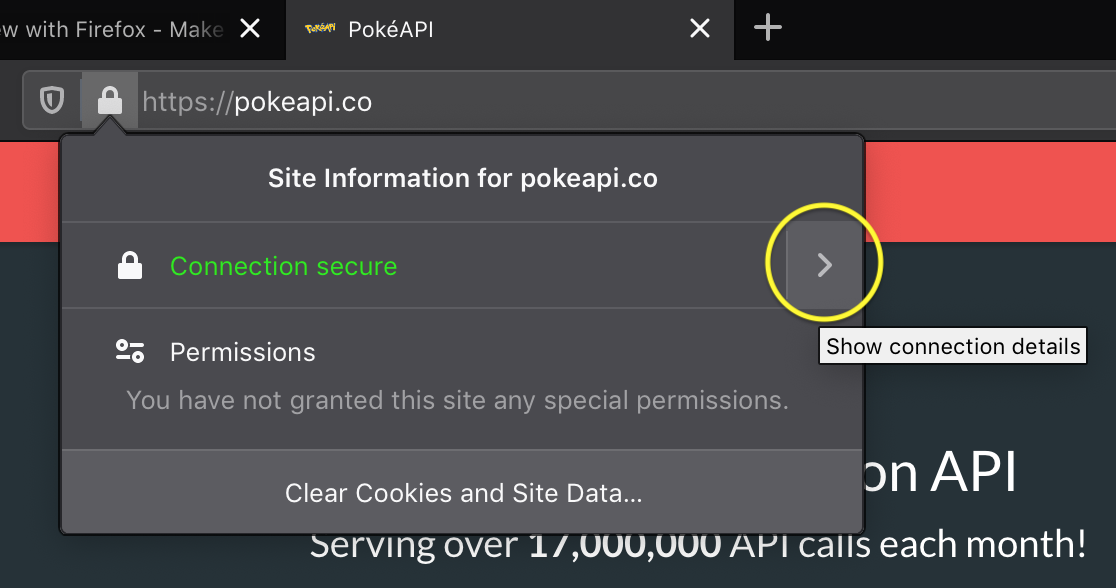 w with Firefox - Make
PokéAPI
PokéAPI
https://pokeapi.co
Site Information for pokeapi.co
Connection secure
Show connection details
Permissions
You have not granted this site any special permissions.
Clear Cookies and Site Data...
on API
Serving over 17,000,000 API calls each month!